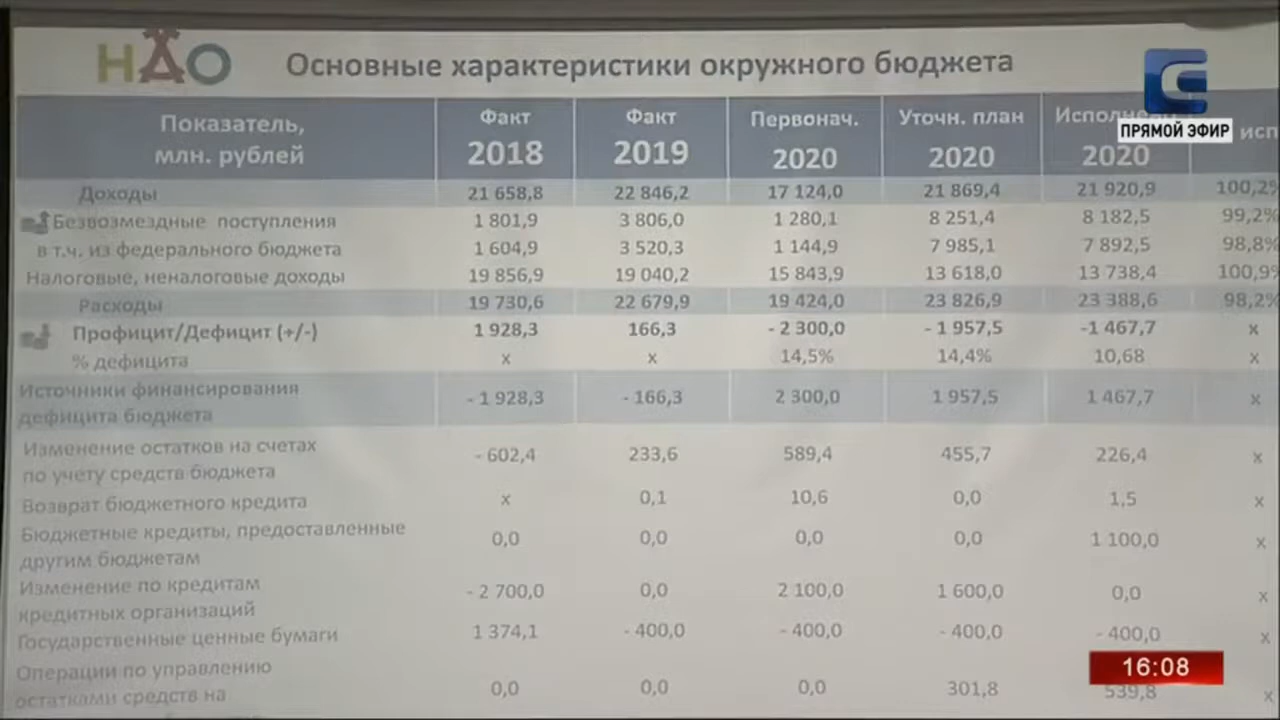 НАО
Основные характеристики окружного бюджета
ПРЯМОЙ ЭФИР
Показатель, млн. рублей Факт 2018 Факт 2019 Первонач. 2020 Уточн. план 2020 2020
Доходы 21 658,8 22 846,2 17 124,0 21 869,4 21 920,9 100,2%
Безвозмездные поступления 1 801,9 3 806,0 1 280,1 8 251,4 8 182,5 99,2%
в т.ч. из федерального бюджета 1 604,9 3 520,3 1 144,9 7 985,1 7 892,5 98,8%
Налоговые, неналоговые доходы 19 856,9 19 040,2 15 843,9 13 618,0 13 738,4 100,9%
Расходы 19 730,6 22 679,9 19 424,0 23 826,9 23 388,6 98,2%
Профицит/Дефицит (+/-) 1 928,3 166,3 - 2 300,0 - 1 957,5 -1 467,7 х
% дефицита х х 14,5% 14,4% 10,68 х
Источники финансирования
дефицита бюджета - 1 928,3 - 166,3 2 300,0 1 957,5 1 467,7 х
Изменение остатков на счетах
по учету средств бюджета - 602,4 233,6 589,4 455,7 226,4 х
Возврат бюджетного кредита х 0,1 10,6 0,0 1,5 х
Бюджетные кредиты, предоставленные
другим бюджетам 0,0 0,0 0,0 0,0 1 100,0 х
Изменение по кредитам
кредитных организаций - 2 700,0 0,0 2 100,0 1 600,0 0,0 х
Государственные ценные бумаги 1 374,1 - 400,0 - 400,0 - 400,0 - 400,0 х
Операции по управлению
остатками средств на 0,0 0,0 0,0 301,8 539,8 х
16:08